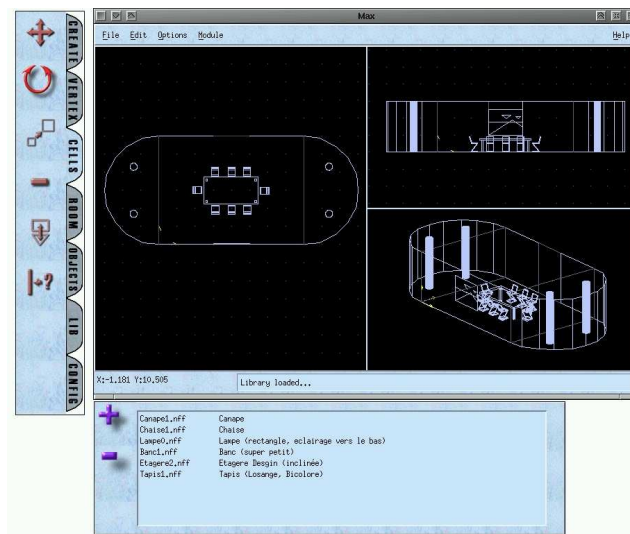 Max
File Edit Options Module Help
CREATE
VERTEX
CELLS
ROOM
OBJECTS
LIB
CONFIG
?
X:-1.181 Y:10.505
Library loaded...
Canape1.nff Canape
Chaise1.nff Chaise
Lampe0.nff Lampe (rectangle, eclairage vers le bas)
Banc1.nff Banc (super petit)
Etagere2.nff Etagere Desgin (inclinée)
Tapis1.nff Tapis (Losange, Bicolore)